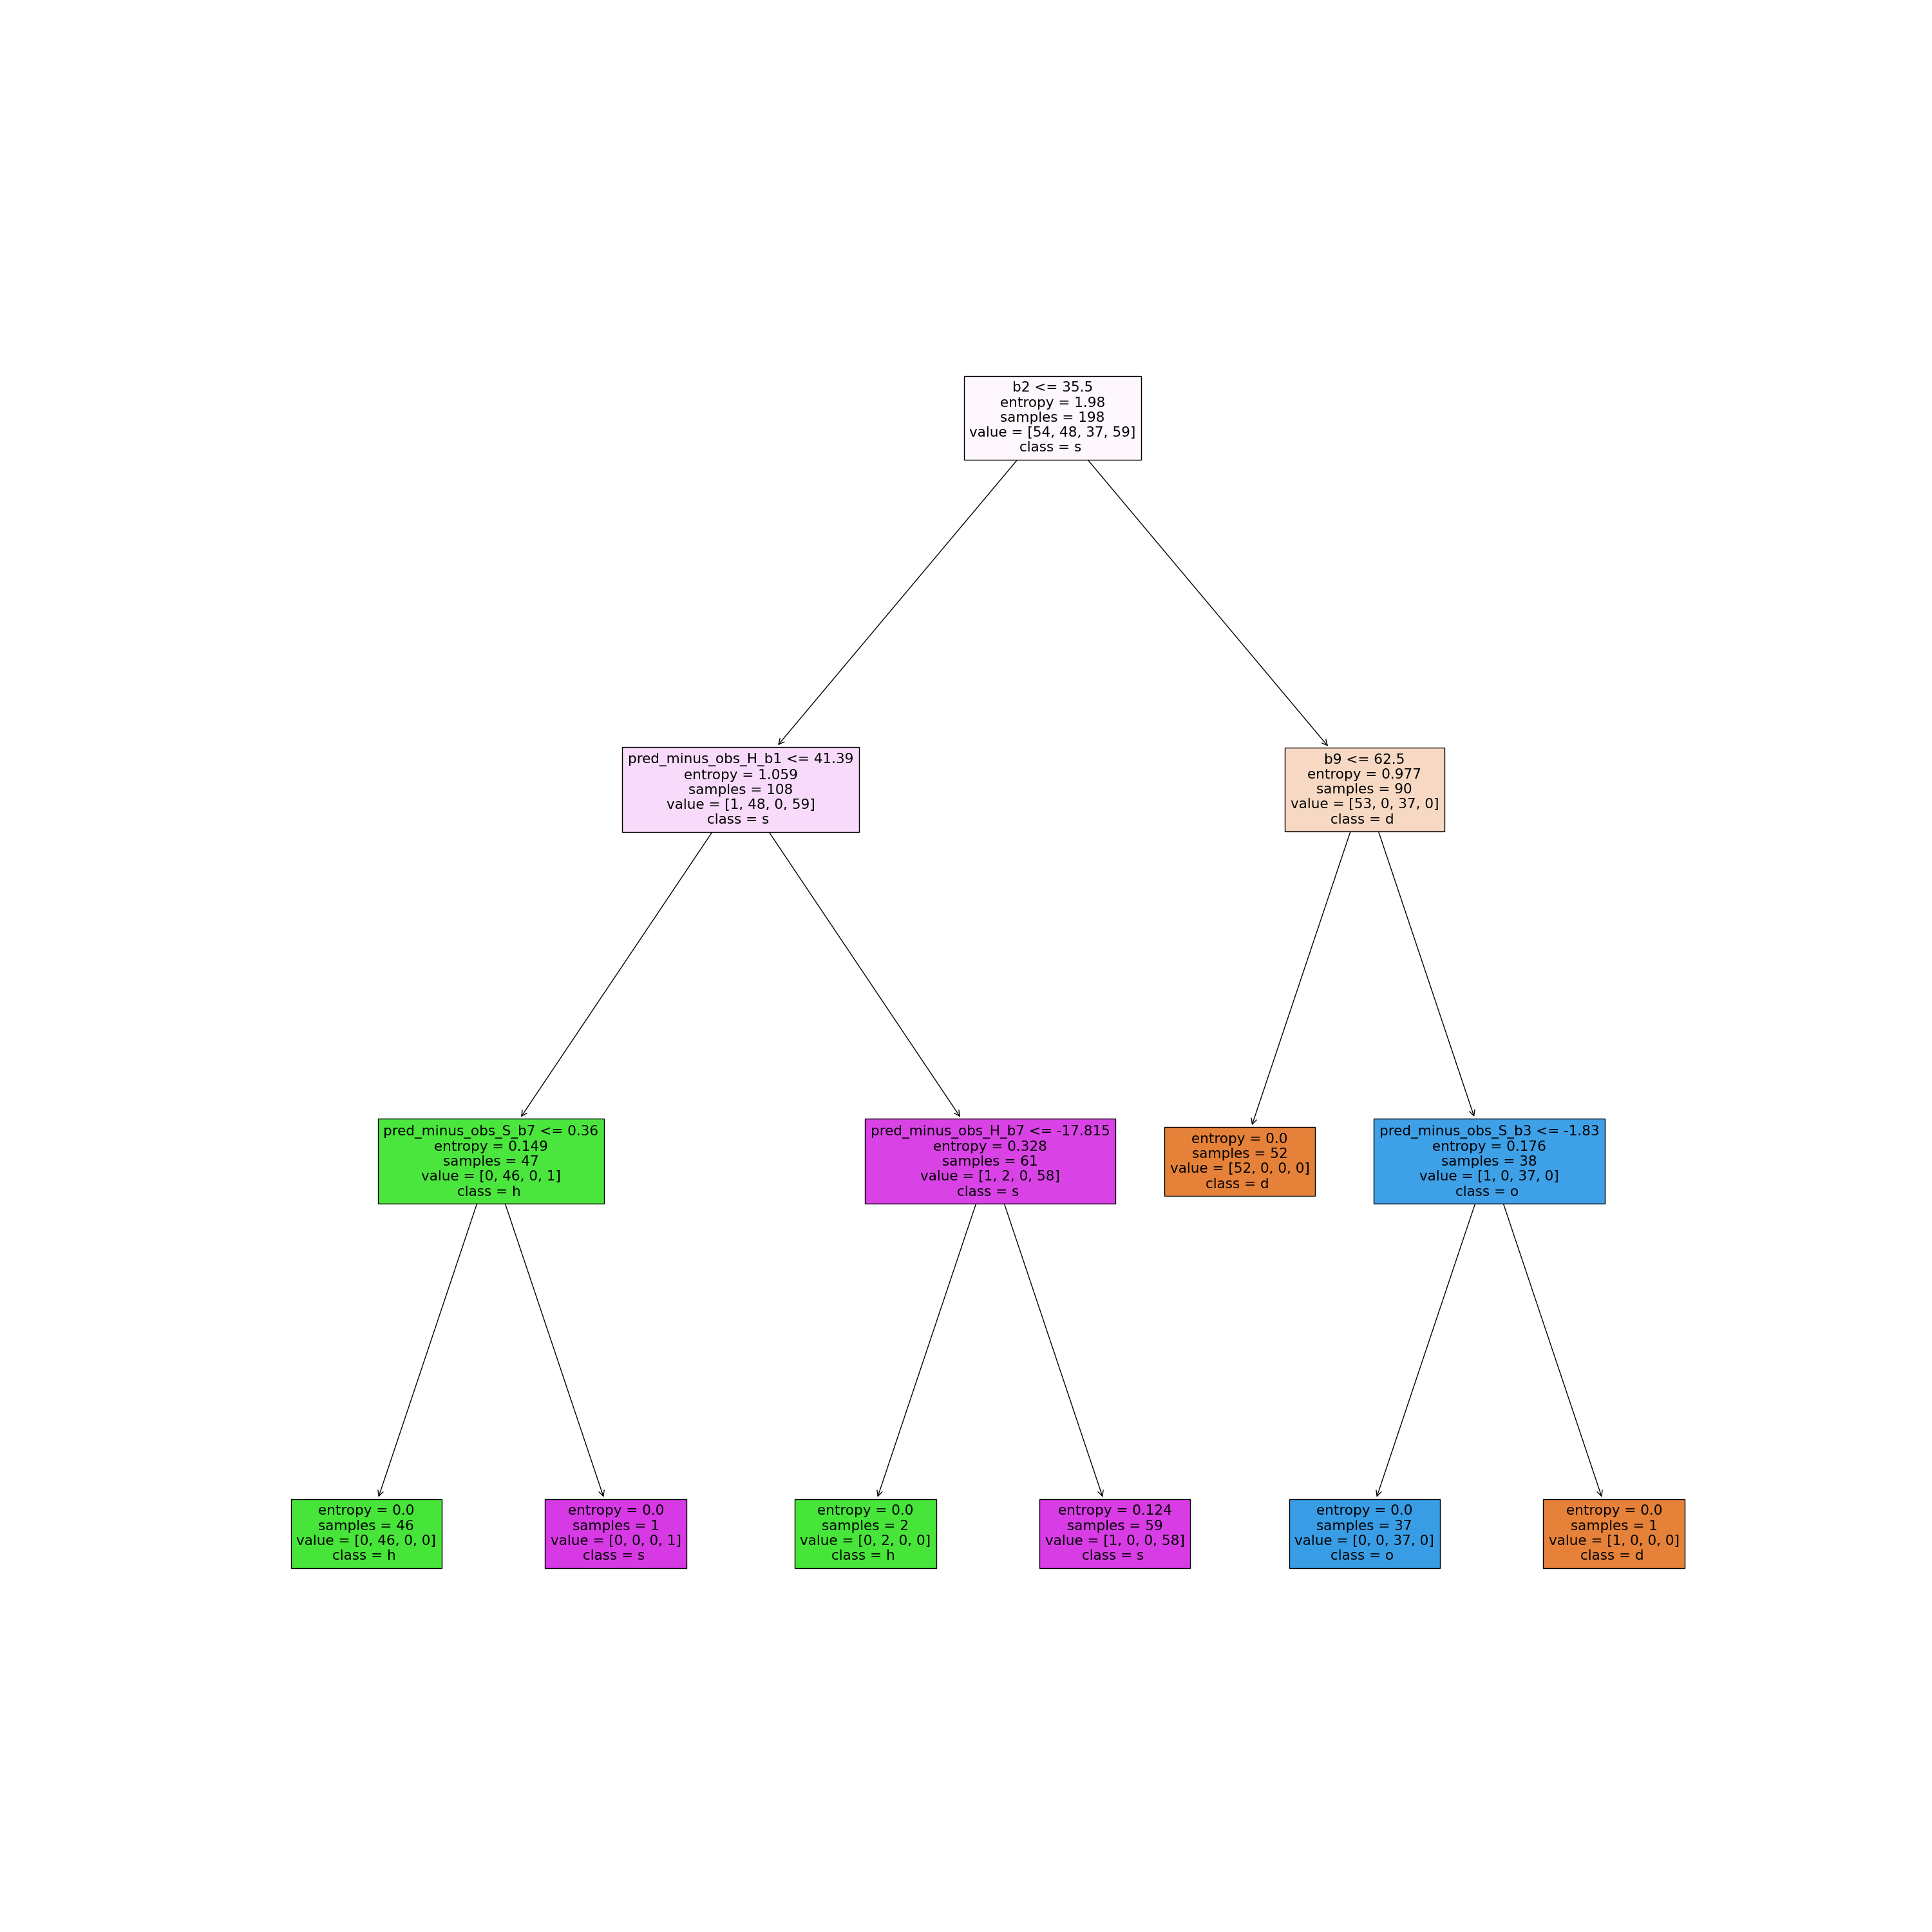 b2 <= 35.5
entropy = 1.98
samples = 198
value = [54, 48, 37, 59]
class = s
pred_minus_obs_H_b1 <= 41.39
entropy = 1.059
samples = 108
value = [1, 48, 0, 59]
class = s
b9 <= 62.5
entropy = 0.977
samples = 90
value = [53, 0, 37, 0]
class = d
pred_minus_obs_S_b7 <= 0.36
entropy = 0.149
samples = 47
value = [0, 46, 0, 1]
class = h
pred_minus_obs_H_b7 <= -17.815
entropy = 0.328
samples = 61
value = [1, 2, 0, 58]
class = s
entropy = 0.0
samples = 52
value = [52, 0, 0, 0]
class = d
pred_minus_obs_S_b3 <= -1.83
entropy = 0.176
samples = 38
value = [1, 0, 37, 0]
class = o
entropy = 0.0
samples = 46
value = [0, 46, 0, 0]
class = h
entropy = 0.0
samples = 1
value = [0, 0, 0, 1]
class = s
entropy = 0.0
samples = 2
value = [0, 2, 0, 0]
class = h
entropy = 0.124
samples = 59
value = [1, 0, 0, 58]
class = s
entropy = 0.0
samples = 37
value = [0, 0, 37, 0]
class = o
entropy = 0.0
samples = 1
value = [1, 0, 0, 0]
class = d